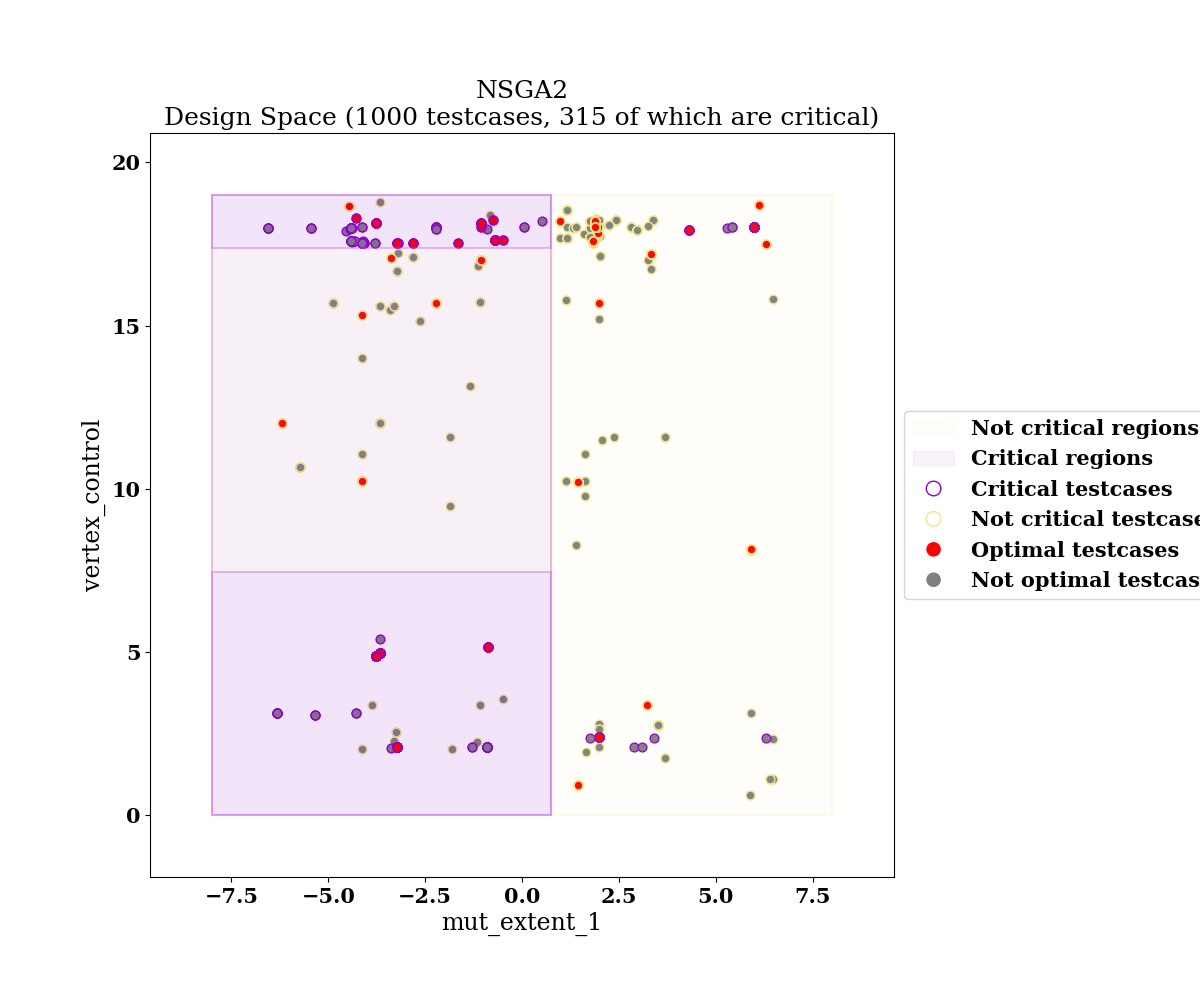 NSGA2
Design Space (1000 testcases, 315 of which are critical)
20
15
10
5
0
vertex_control
−7.5
−5.0
−2.5
0.0
2.5
5.0
7.5
mut_extent_1
Not critical regions
Critical regions
Critical testcases
Not critical testcase
Optimal testcases
Not optimal testcas